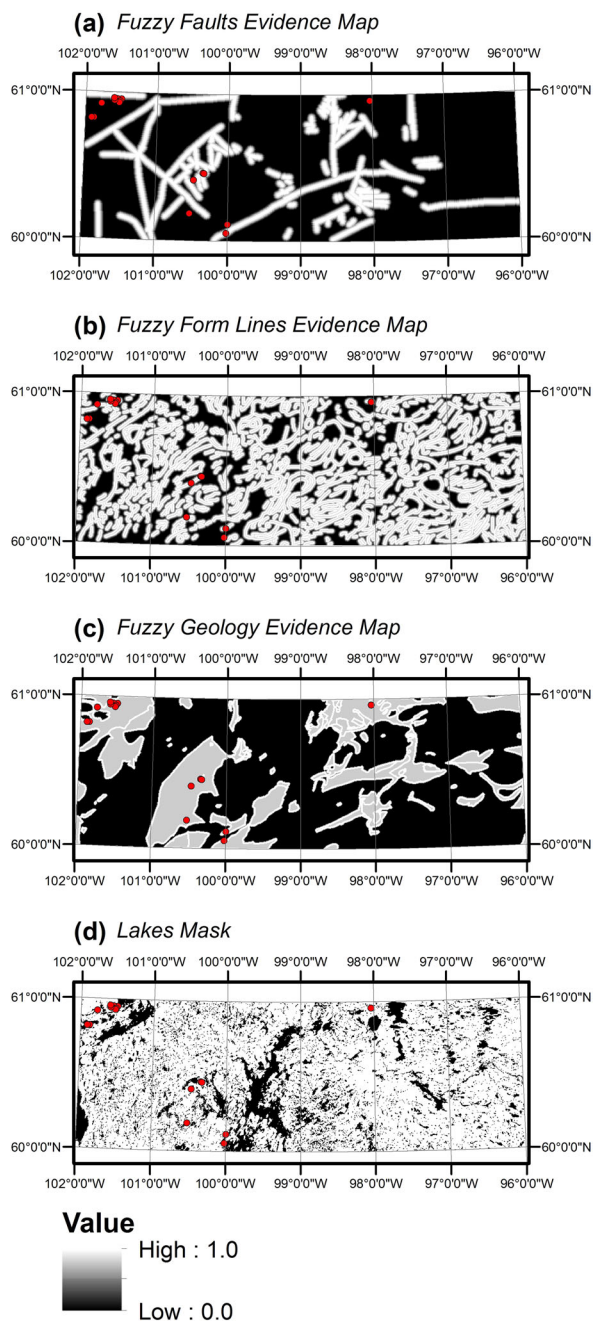 (a) Fuzzy Faults Evidence Map
102°0'0"W 101°0'0"W 100°0'0"W 99°0'0"W 98°0'0"W 97°0'0"W 96°0'0"W
61°0'0"N 61°0'0"N
60°0'0"N 60°0'0"N
102°0'0"W 101°0'0"W 100°0'0"W 99°0'0"W 98°0'0"W 97°0'0"W 96°0'0"W
(b) Fuzzy Form Lines Evidence Map
102°0'0"W 101°0'0"W 100°0'0"W 99°0'0"W 98°0'0"W 97°0'0"W 96°0'0"W
61°0'0"N 61°0'0"N
60°0'0"N 60°0'0"N
102°0'0"W 101°0'0"W 100°0'0"W 99°0'0"W 98°0'0"W 97°0'0"W 96°0'0"W
(c) Fuzzy Geology Evidence Map
102°0'0"W 101°0'0"W 100°0'0"W 99°0'0"W 98°0'0"W 97°0'0"W 96°0'0"W
61°0'0"N 61°0'0"N
60°0'0"N 60°0'0"N
102°0'0"W 101°0'0"W 100°0'0"W 99°0'0"W 98°0'0"W 97°0'0"W 96°0'0"W
(d) Lakes Mask
102°0'0"W 101°0'0"W 100°0'0"W 99°0'0"W 98°0'0"W 97°0'0"W 96°0'0"W
61°0'0"N 61°0'0"N
60°0'0"N 60°0'0"N
102°0'0"W 101°0'0"W 100°0'0"W 99°0'0"W 98°0'0"W 97°0'0"W 96°0'0"W
Value
High : 1.0
Low : 0.0